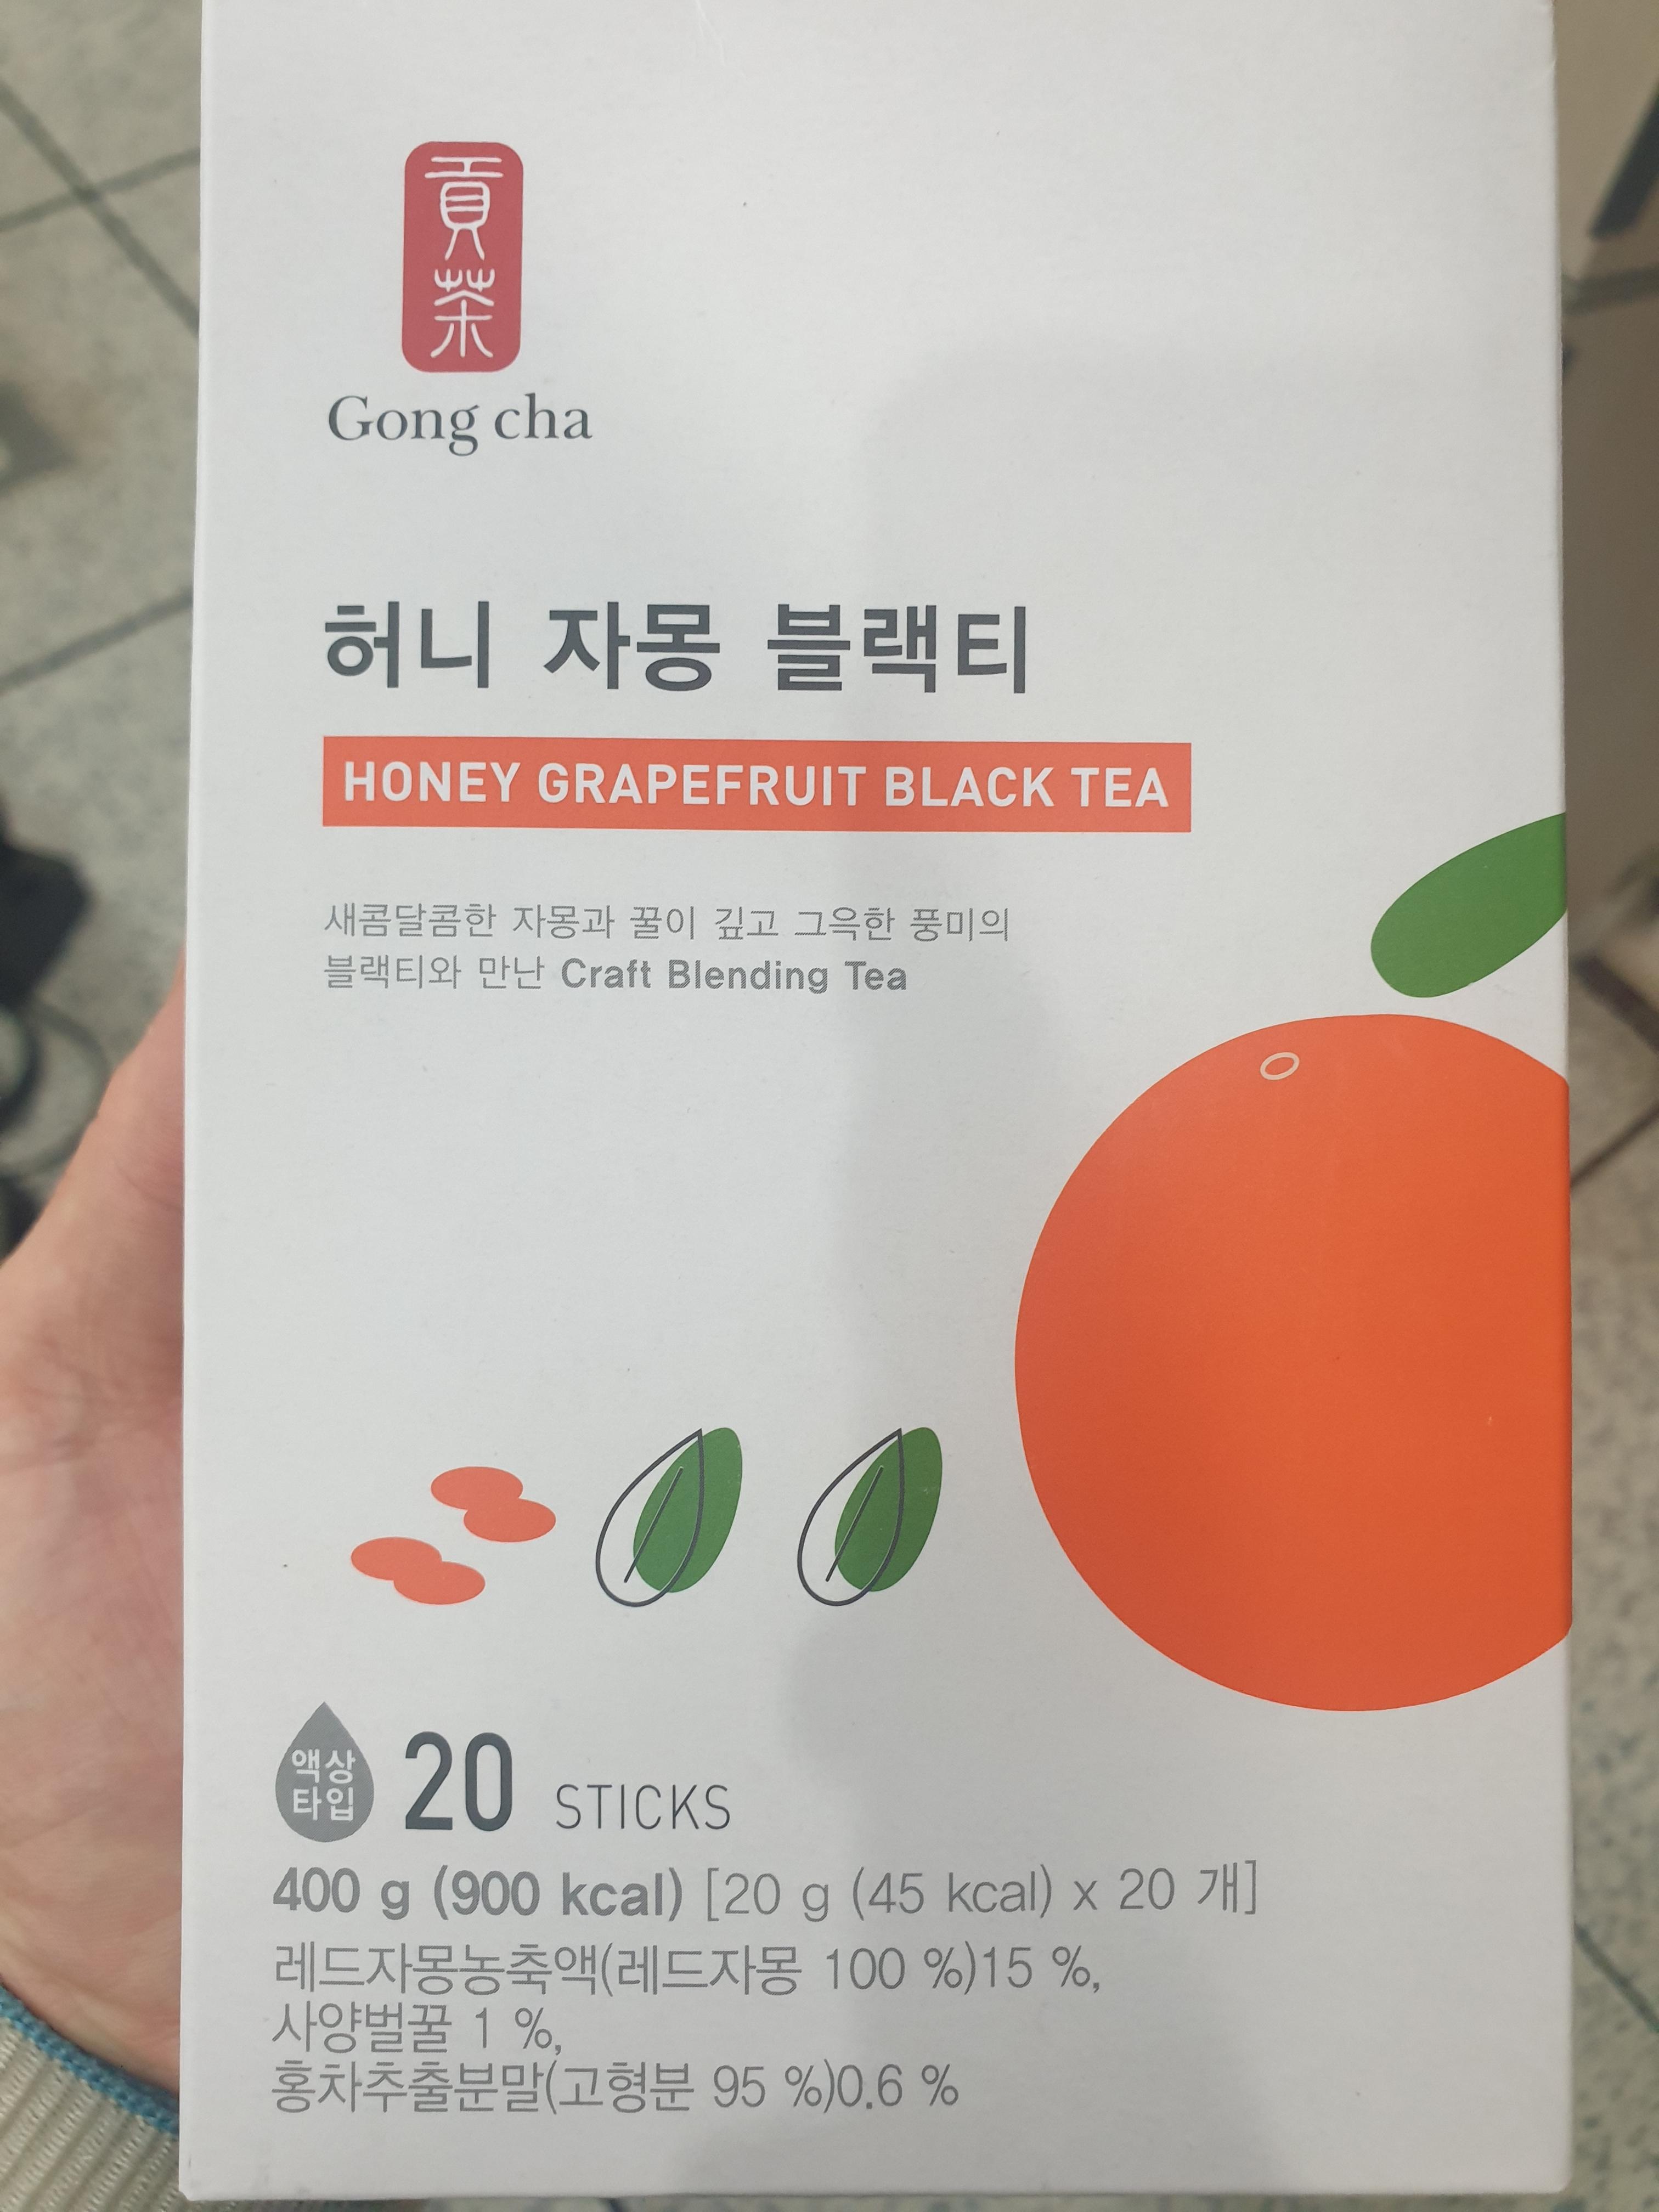 貢茶
Gong cha
허니 자몽 블랙티
HONEY GRAPEFRUIT BLACK TEA
새콤달콤한 자몽과 꿀이 깊고 그윽한 풍미의
블랙티와 만난 Craft Blending Tea
액상
타입
20 STICKS
400 g (900 kcal) [20 g (45 kcal) x 20 개]
레드자몽농축액(레드자몽 100 %)15 %,
사양벌꿀 1 %,
홍차추출분말(고형분 95 %)0.6 %